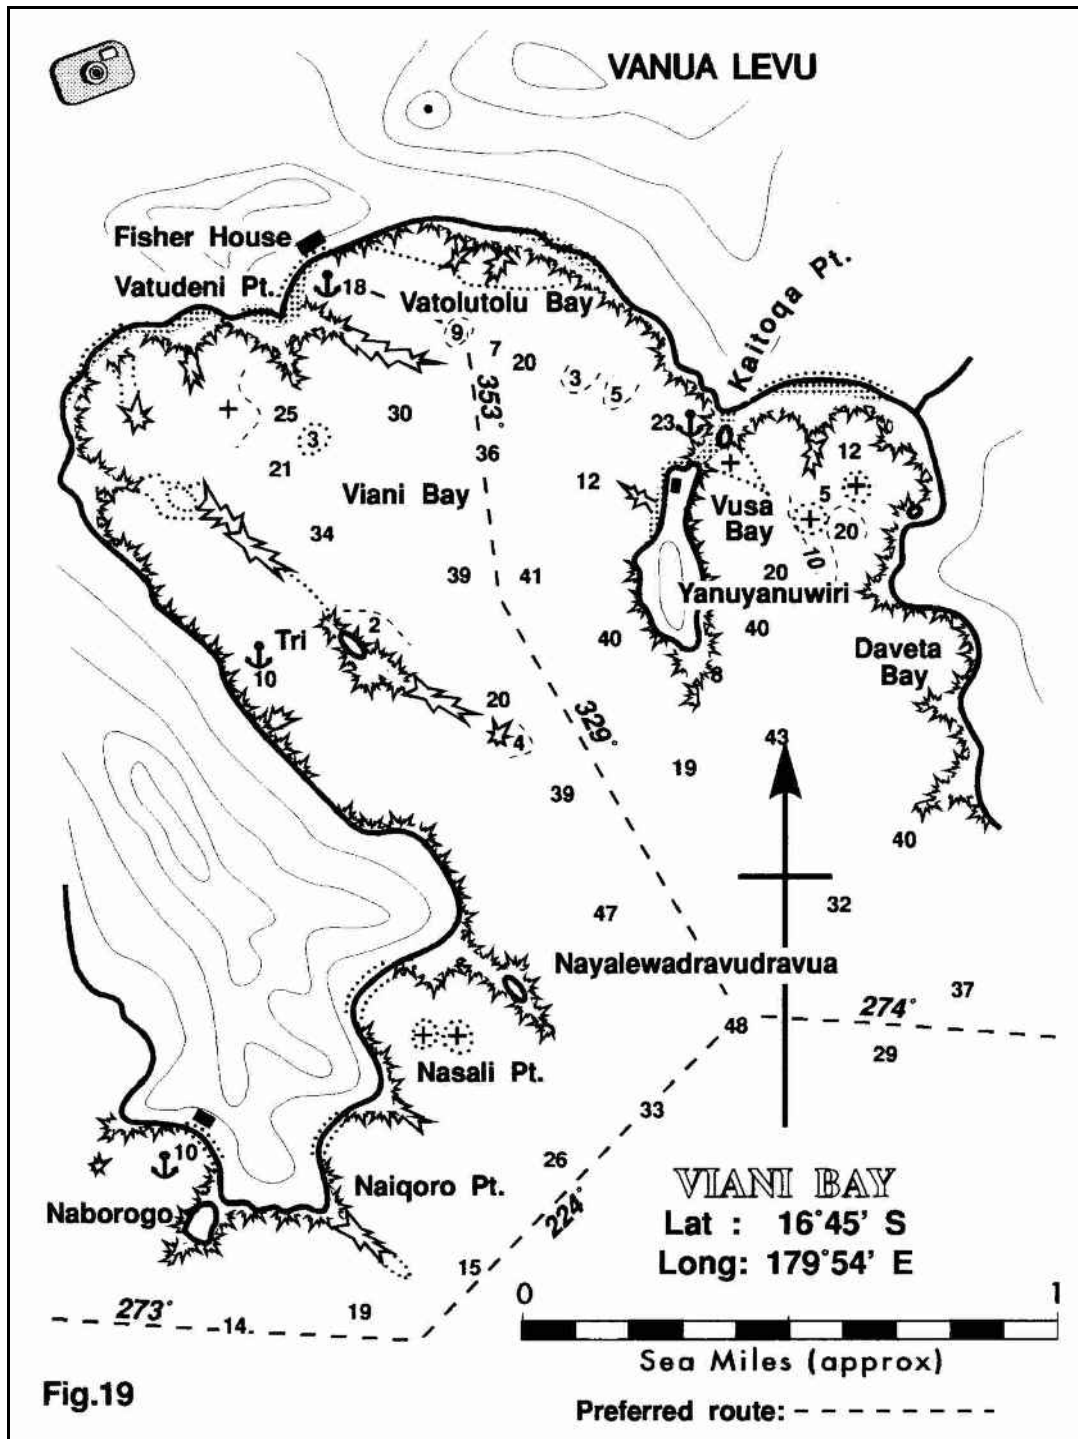 VANUA LEVU
Fisher House
Kaitoqa Pt.
Vatudeni Pt.
18
Vatolutolu Bay
9
7
20
3
5
353°
25
30
23
3
36
12
21
Viani Bay
12
5
Vusa
Bay
20
34
10
39
41
20
Yanuyanuwiri
2
Tri
40
40
Daveta
Bay
10
8
20
329°
4
43
19
39
40
32
47
Nayalewadravudravua
37
274°
48
29
Nasali Pt.
33
10
26
Naiqoro Pt.
224°
VIANI BAY
Naborogo
Lat : 16°45' S
Long: 179°54' E
15
0 1
273°
14
19
Sea Miles (approx)
Fig.19
Preferred route: